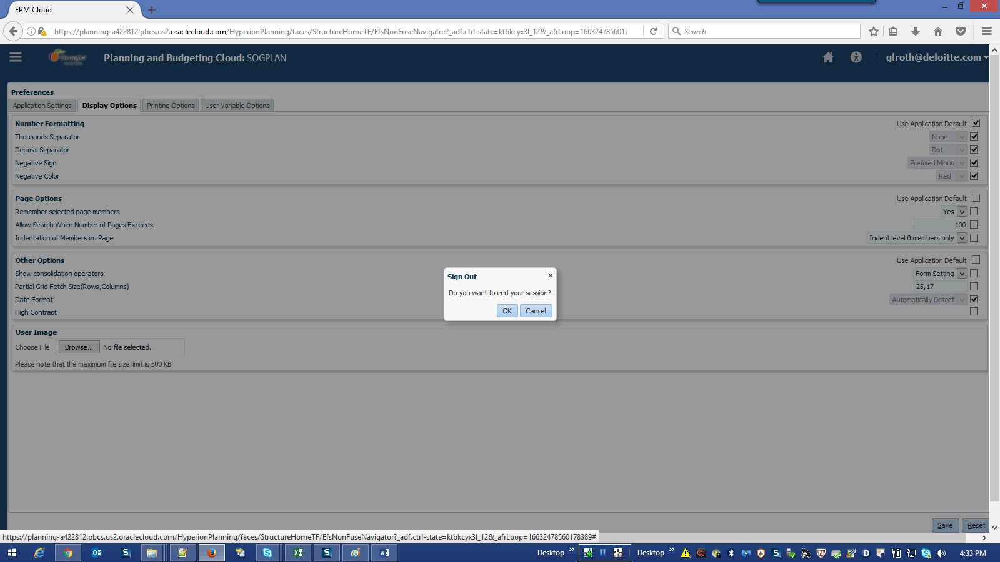 EPM Cloud
https://planning-a422812.pbcs.us2.oraclecloud.com/HyperionPlanning/faces/StructureHomeTF/EfsNonFuseNavigator?_adf.ctrl-state=ktbkcyx3l_12&_afrLoop=1663247856017
Search
Georgia
Planning and Budgeting Cloud: SOGPLAN
glroth@deloitte.com
Preferences
Application Settings
Display Options
Printing Options
User Variable Options
Number Formatting
Use Application Default
Thousands Separator
None
Decimal Separator
Dot
Negative Sign
Prefixed Minus
Negative Color
Red
Page Options
Use Application Default
Remember selected page members
Yes
Allow Search When Number of Pages Exceeds
100
Indentation of Members on Page
Indent level 0 members only
Other Options
Use Application Default
Show consolidation operators
Form Setting
Partial Grid Fetch Size(Rows,Columns)
25,17
Date Format
Automatically Detect
High Contrast
Sign Out
Do you want to end your session?
OK
Cancel
User Image
Choose File
Browse...
No file selected.
Please note that the maximum file size limit is 500 KB
Save
Reset
https://planning-a422812.pbcs.us2.oraclecloud.com/HyperionPlanning/faces/StructureHomeTF/EfsNonFuseNavigator?_adf.ctrl-state=ktbkcyx3l_12&_afrLoop=16632478560178389#
Desktop
Desktop
4:33 PM